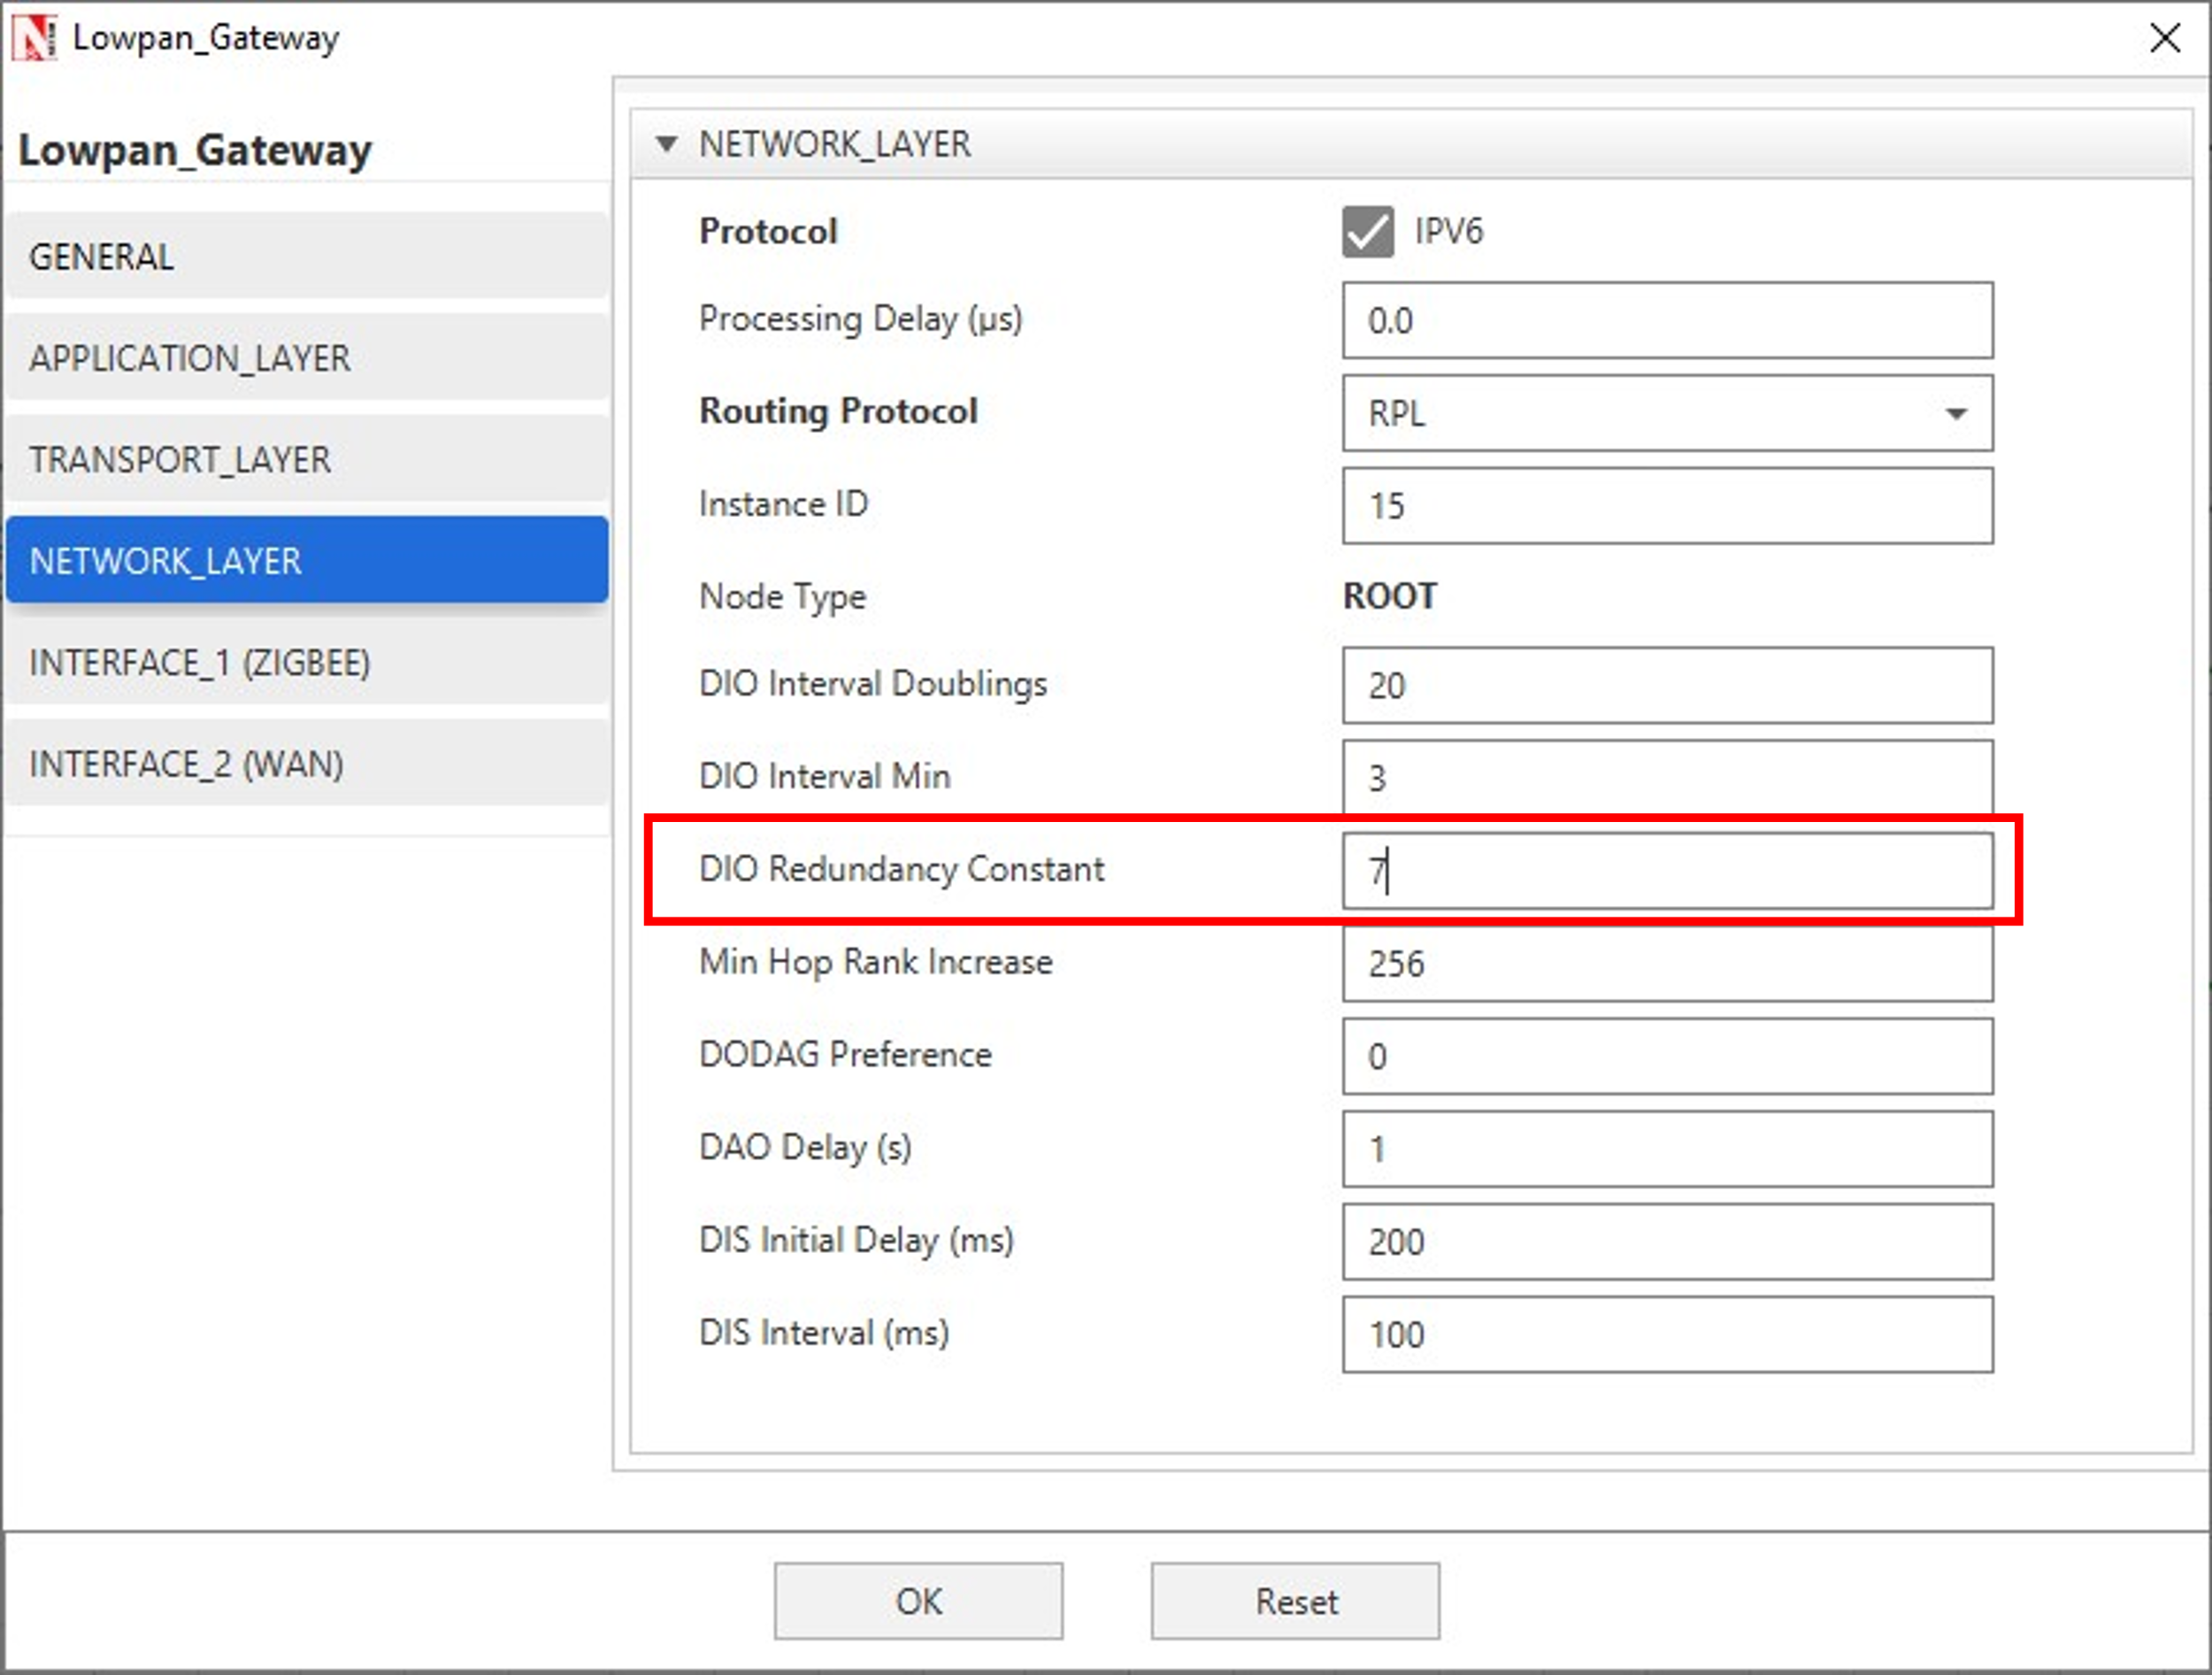 Lowpan_Gateway
Lowpan_Gateway
GENERAL
APPLICATION_LAYER
TRANSPORT_LAYER
NETWORK_LAYER
INTERFACE_1 (ZIGBEE)
INTERFACE_2 (WAN)
NETWORK_LAYER
Protocol IPV6
Processing Delay (µs) 0.0
Routing Protocol RPL
Instance ID 15
Node Type ROOT
DIO Interval Doublings 20
DIO Interval Min 3
DIO Redundancy Constant 7
Min Hop Rank Increase 256
DODAG Preference 0
DAO Delay (s) 1
DIS Initial Delay (ms) 200
DIS Interval (ms) 100
OK Reset